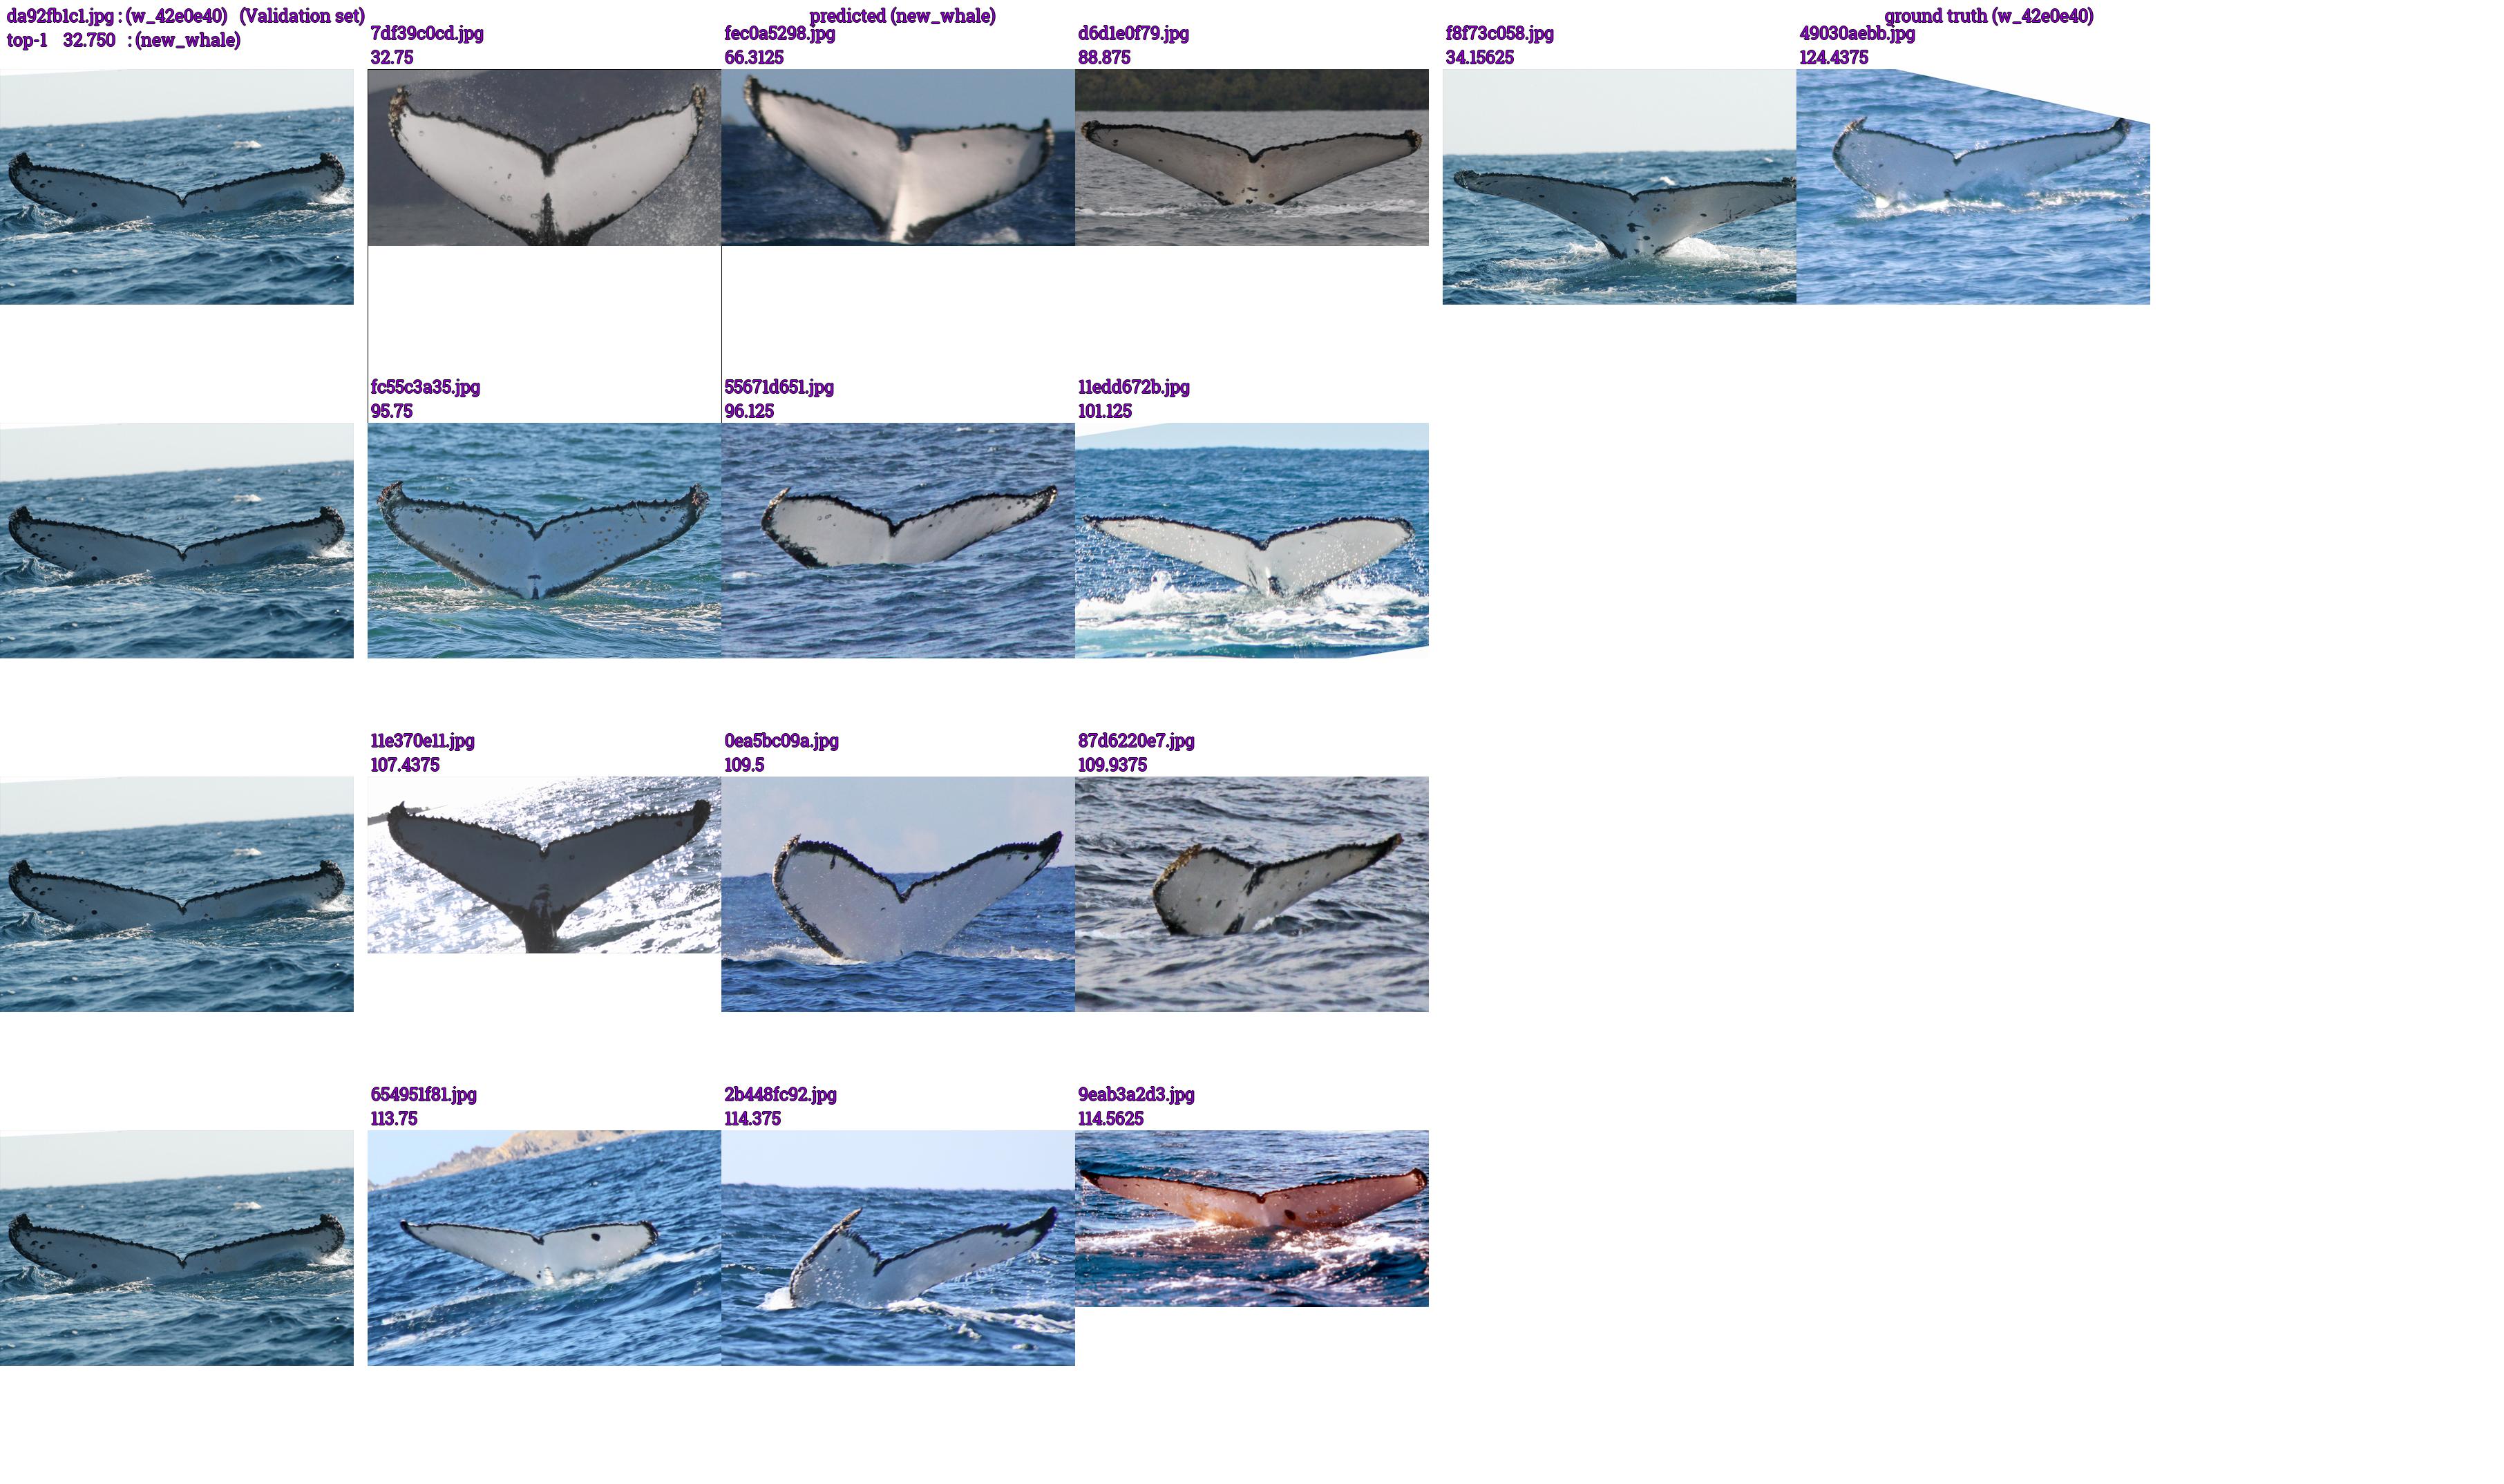 da92fb1c1.jpg : (w_42e0e40) (Validation set)
top-1 32.750 : (new_whale)
predicted (new_whale)
ground truth (w_42e0e40)
7df39c0cd.jpg
32.75
fec0a5298.jpg
66.3125
d6d1e0f79.jpg
88.875
f8f73c058.jpg
34.15625
49030aebb.jpg
124.4375
fc55c3a35.jpg
95.75
55671d651.jpg
96.125
11edd672b.jpg
101.125
11e370e11.jpg
107.4375
0ea5bc09a.jpg
109.5
87d6220e7.jpg
109.9375
654951f81.jpg
113.75
2b448fc92.jpg
114.375
9eab3a2d3.jpg
114.5625